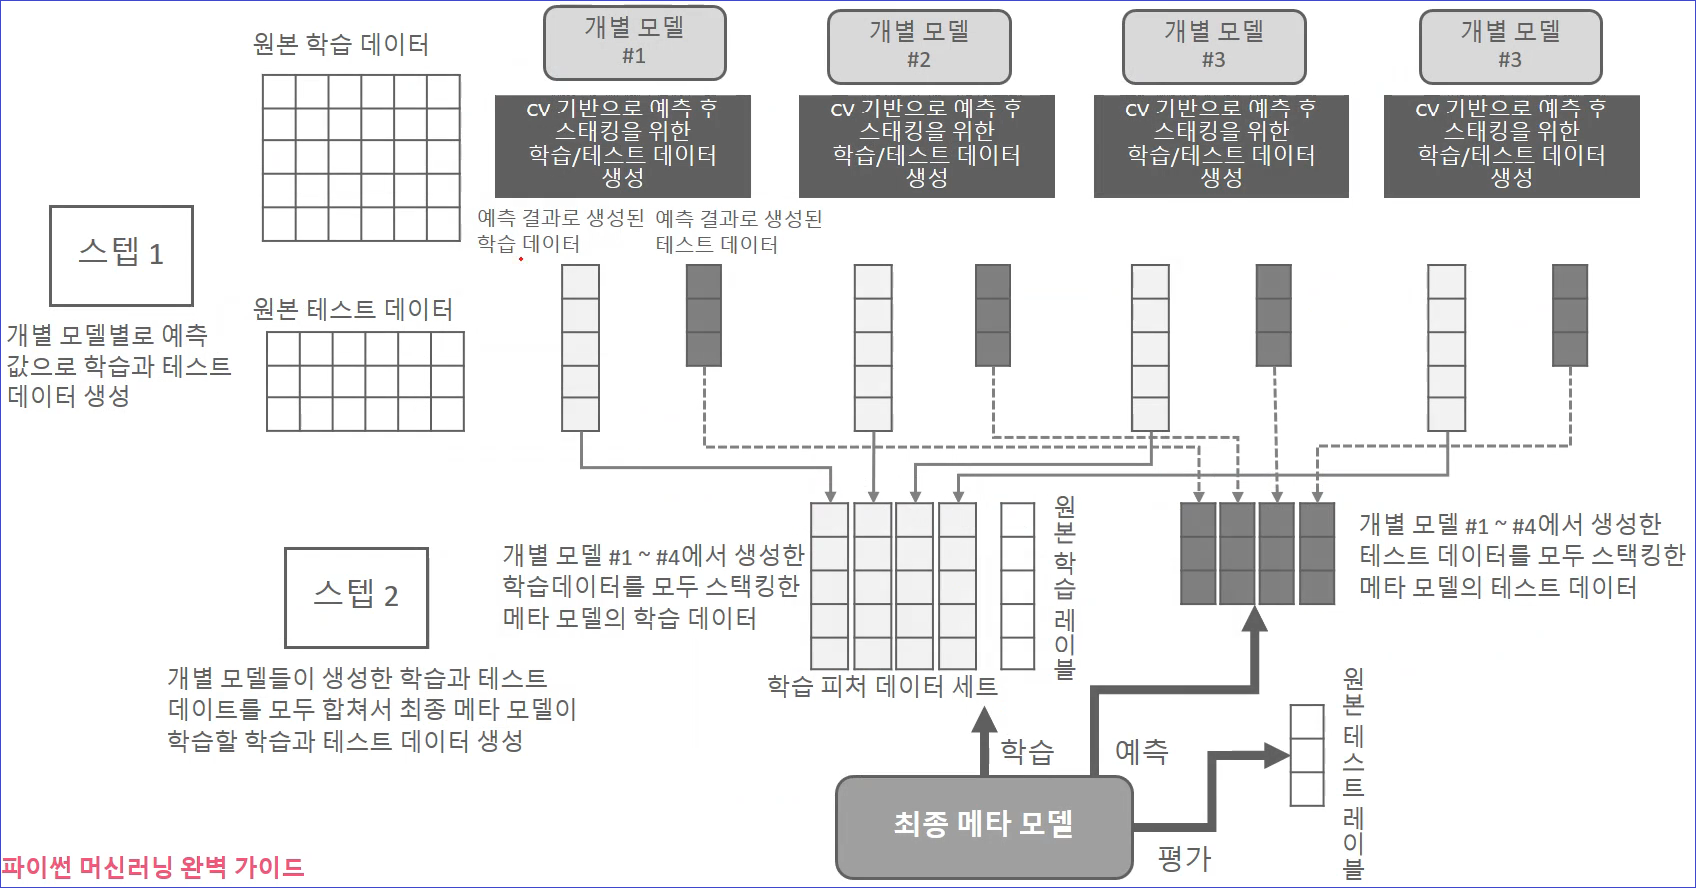 원본 학습 데이터
개별 모델
#1
개별 모델
#2
개별 모델
#3
개별 모델
#3
CV 기반으로 예측 후
스태킹을 위한
학습/테스트 데이터
생성
CV 기반으로 예측 후
스태킹을 위한
학습/테스트 데이터
생성
CV 기반으로 예측 후
스태킹을 위한
학습/테스트 데이터
생성
CV 기반으로 예측 후
스태킹을 위한
학습/테스트 데이터
생성
예측 결과로 생성된
학습 데이터
예측 결과로 생성된
테스트 데이터
스텝 1
개별 모델별로 예측
값으로 학습과 테스트
데이터 생성
원본 테스트 데이터
스텝 2
개별 모델들이 생성한 학습과 테스트
데이트를 모두 합쳐서 최종 메타 모델이
학습할 학습과 테스트 데이터 생성
개별 모델 #1 ~ #4에서 생성한
학습데이터를 모두 스택킹한
메타 모델의 학습 데이터
학습 피처 데이터 세트
원본 학습 레이블
개별 모델 #1 ~ #4에서 생성한
테스트 데이터를 모두 스택킹한
메타 모델의 테스트 데이터
학습
예측
원본 테스트 레이블
최종 메타 모델
평가
파이썬 머신러닝 완벽 가이드